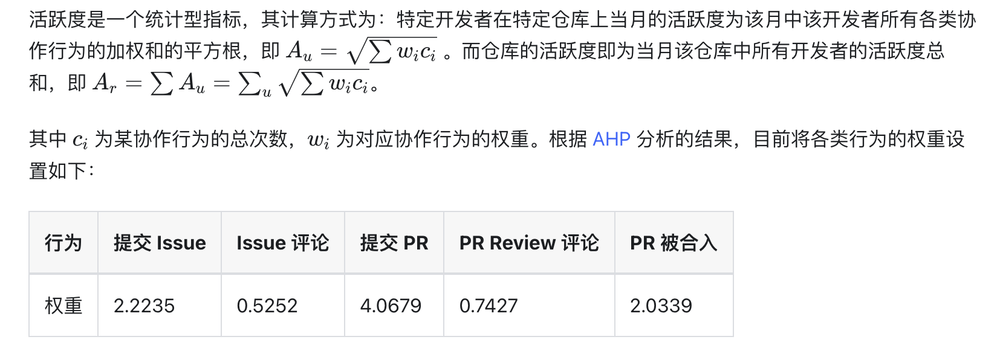 活跃度是一个统计型指标，其计算方式为：特定开发者在特定仓库上当月的活跃度为该月中该开发者所有各类协
作行为的加权和的平方根，即 $A_u = \sqrt{\sum w_i c_i}$ 。而仓库的活跃度即为当月该仓库中所有开发者的活跃度总
和，即 $A_r = \sum A_u = \sum_u \sqrt{\sum w_i c_i}$。
其中 $c_i$ 为某协作行为的总次数，$w_i$ 为对应协作行为的权重。根据 AHP 分析的结果，目前将各类行为的权重设
置如下：
行为 提交 Issue Issue 评论 提交 PR PR Review 评论 PR 被合入
权重 2.2235 0.5252 4.0679 0.7427 2.0339